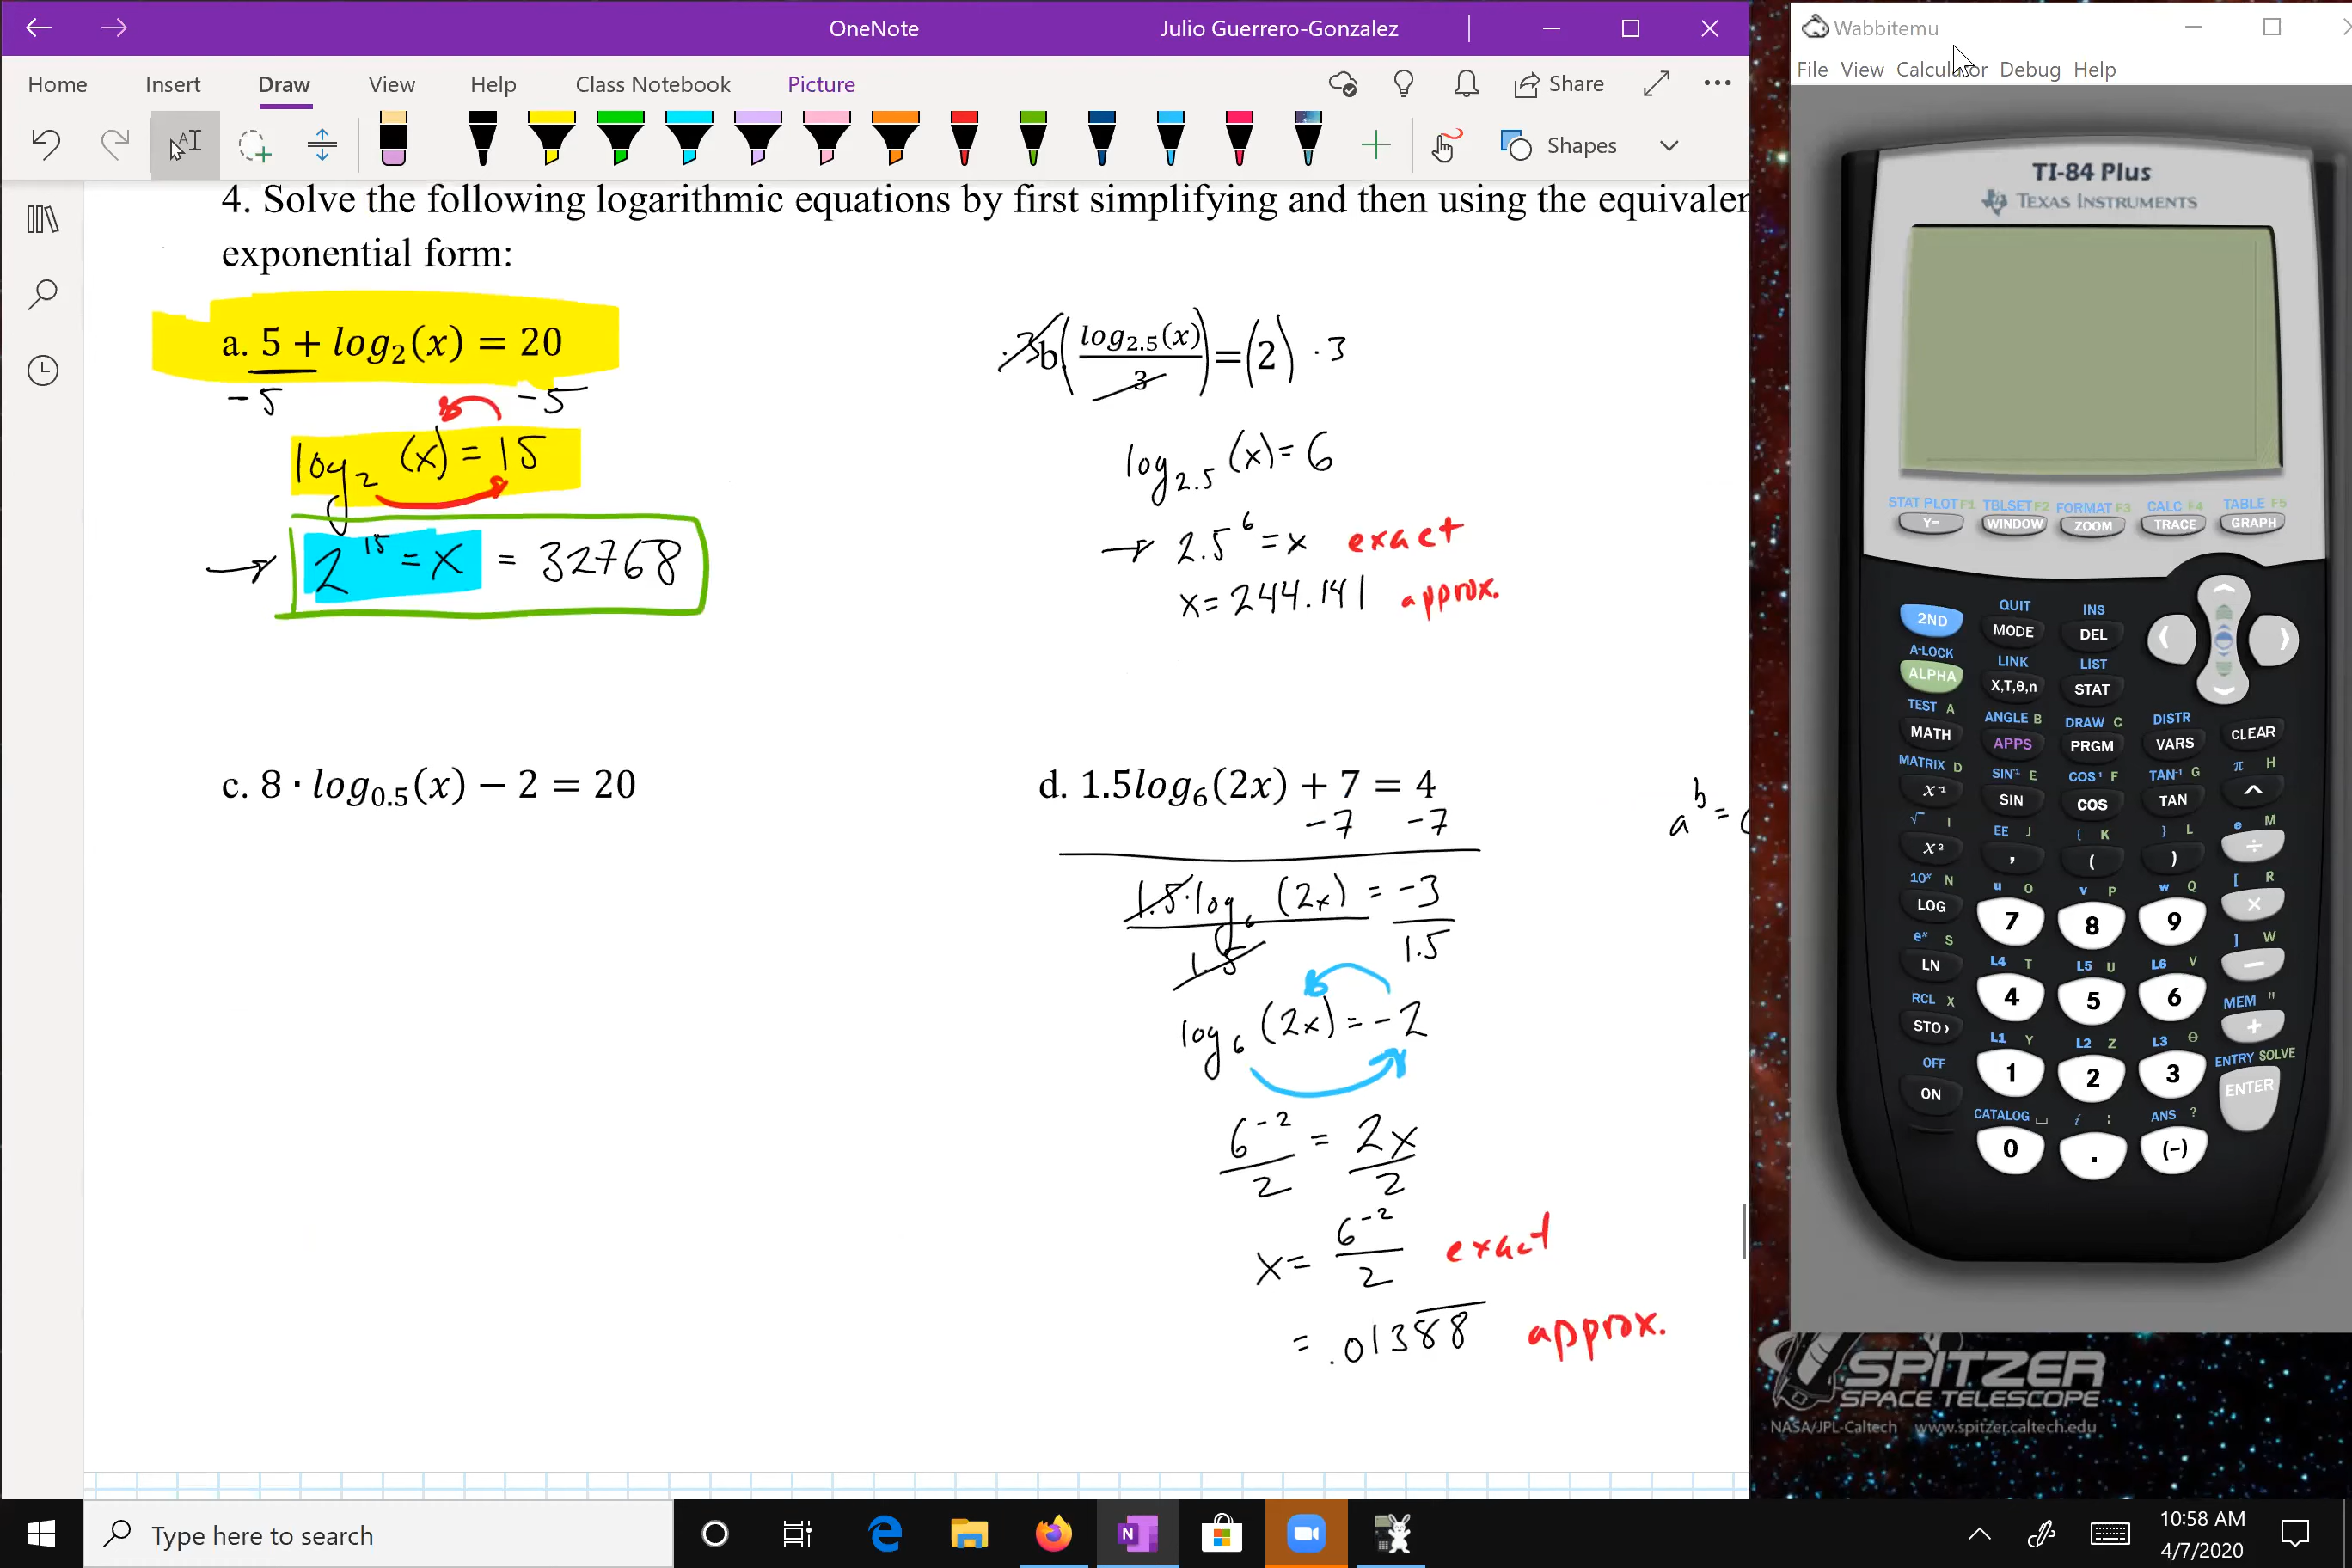 OneNote
Julio Guerrero-Gonzalez
Home Insert Draw View Help Class Notebook Picture
Share
Shapes
4. Solve the following logarithmic equations by first simplifying and then using the equivalen
exponential form:
a. 5 + log₂(x) = 20
−5 −5
log₂ (x) = 15
→ 2¹⁵ = x = 32768
·3 b. (log₂.₅(x) / 3) = (2) · 3
log₂.₅ (x) = 6
→ 2.5⁶ = x exact
x = 244.141 approx.
c. 8 · log₀.₅(x) − 2 = 20
d. 1.5log₆(2x) + 7 = 4
−7 −7
1.5·log₆ (2x) / 1.5 = −3 / 1.5
log₆ (2x) = −2
6⁻² / 2 = 2x / 2
x = 6⁻² / 2 exact
= .01388̅ approx.
aᵇ =
Wabbitemu
File View Calculator Debug Help
TI-84 Plus
TEXAS INSTRUMENTS
STAT PLOT F1 TBLSET F2 FORMAT F3 CALC F4 TABLE F5
Y= WINDOW ZOOM TRACE GRAPH
QUIT INS
2ND MODE DEL
A-LOCK LINK LIST
ALPHA X,T,θ,n STAT
TEST A ANGLE B DRAW C DISTR
MATH APPS PRGM VARS CLEAR
MATRIX D SIN⁻¹ E COS⁻¹ F TAN⁻¹ G π H
x⁻¹ SIN COS TAN ^
√ I EE J { K } L e M
x² , ( ) ÷
10ˣ N u O v P w Q [ R
LOG 7 8 9 ×
eˣ S L4 T L5 U L6 V ] W
LN 4 5 6 −
RCL X L1 Y L2 Z L3 θ MEM "
STO› 1 2 3 +
OFF CATALOG ⎵ i : ANS ? ENTRY SOLVE
ON 0 . (-) ENTER
SPITZER
SPACE TELESCOPE
NASA/JPL-Caltech www.spitzer.caltech.edu
Type here to search
N
10:58 AM
4/7/2020